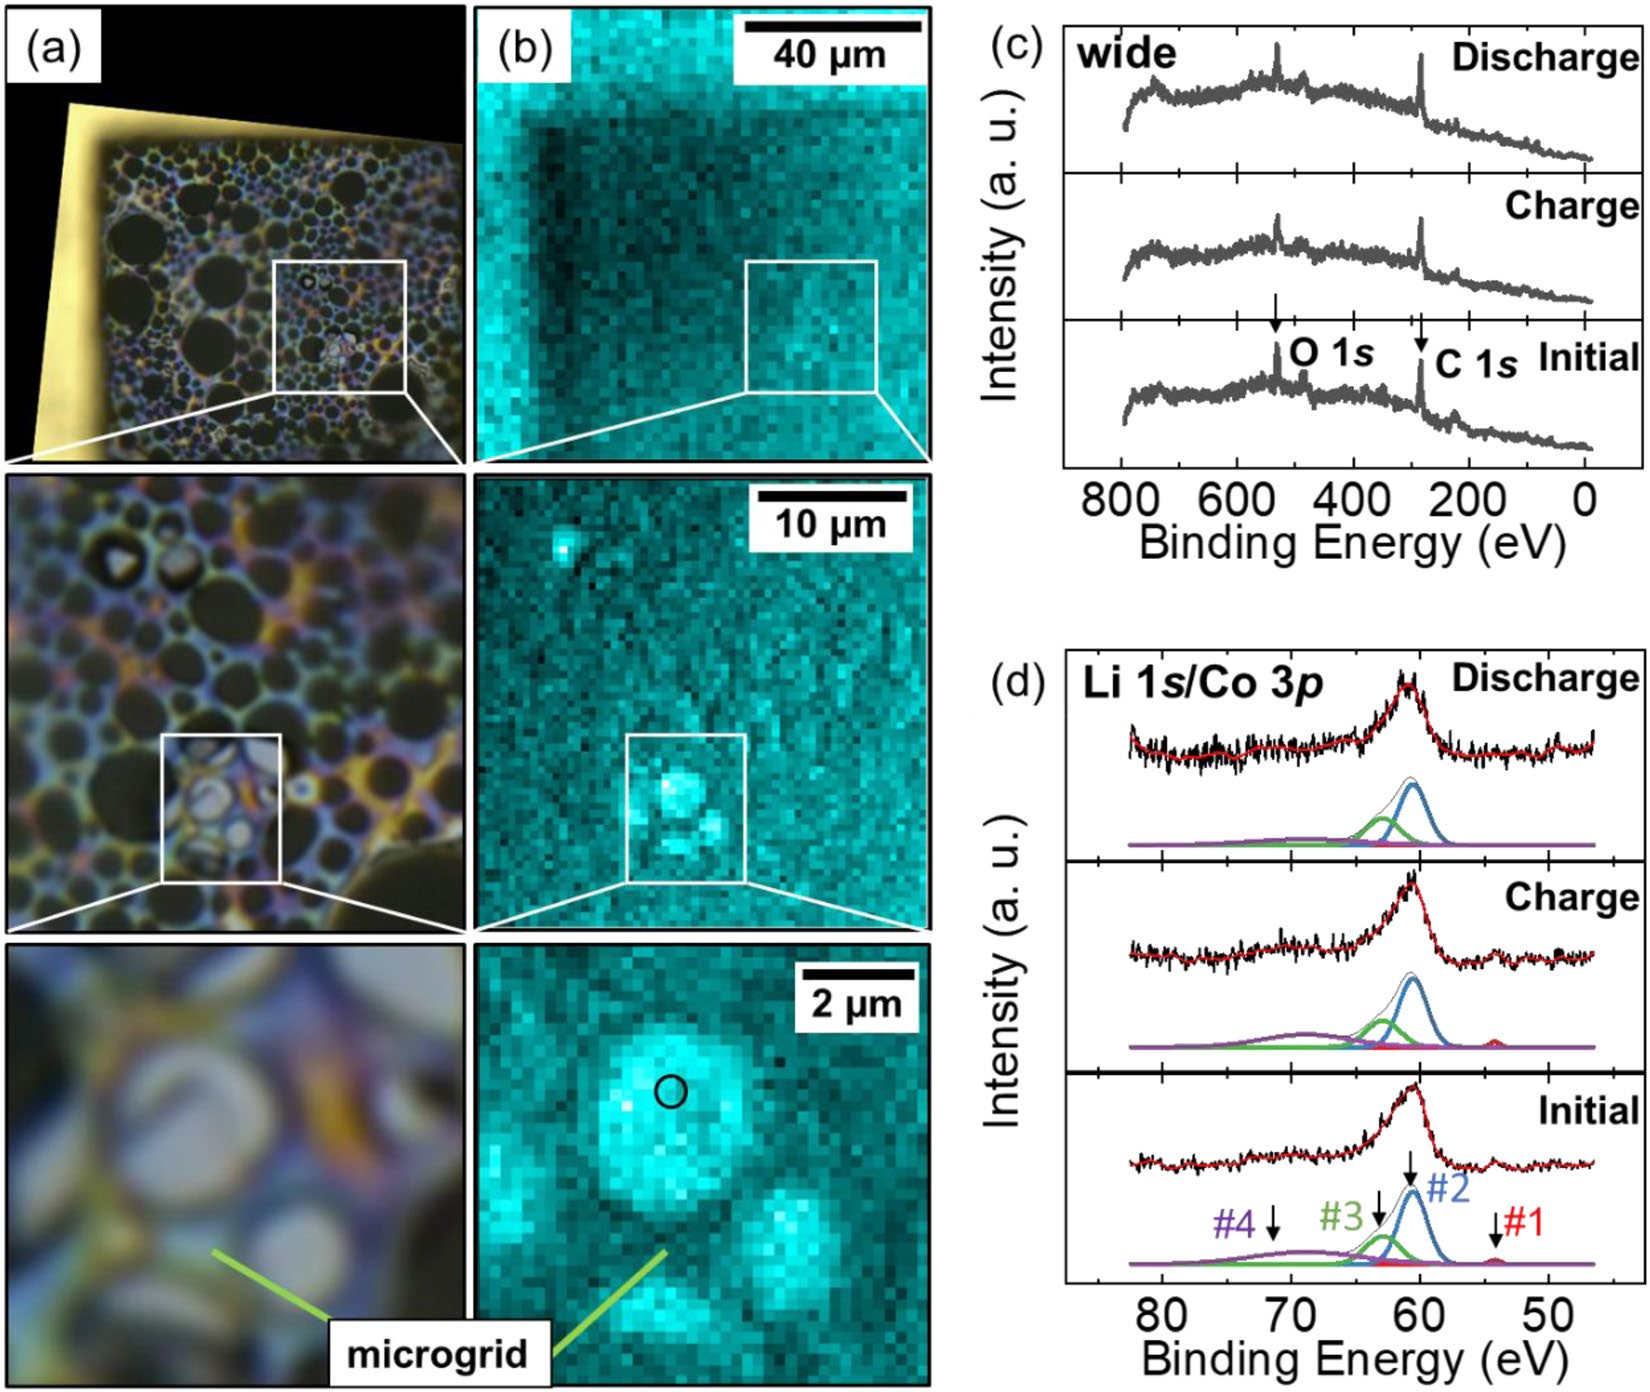 (a)
(b)
40 µm
10 µm
2 µm
microgrid
(c)
wide
Discharge
Charge
Initial
O 1s
C 1s
Intensity (a. u.)
800 600 400 200 0
Binding Energy (eV)
(d)
Li 1s/Co 3p
Discharge
Charge
Initial
#4 #3 #2 #1
Intensity (a. u.)
80 70 60 50
Binding Energy (eV)